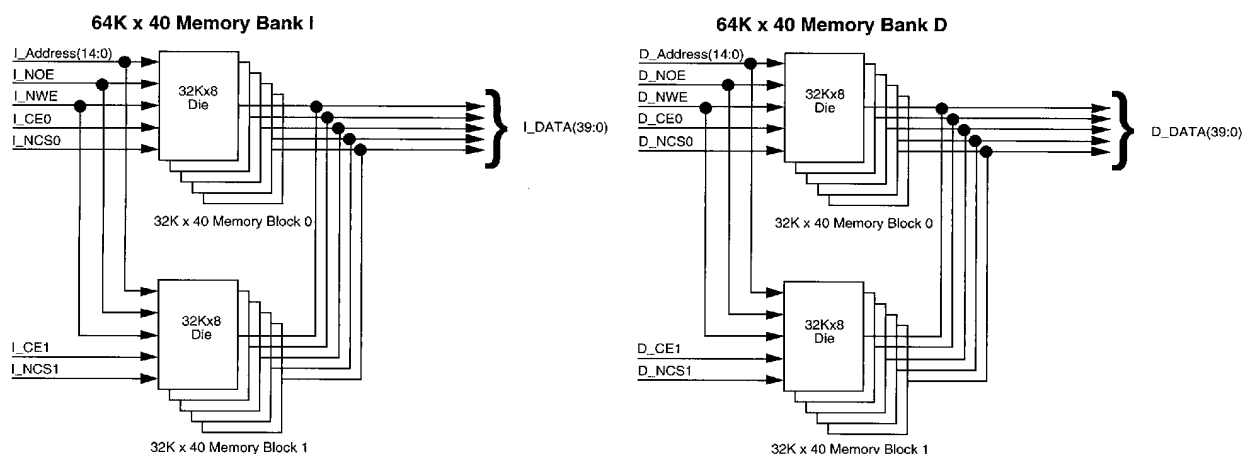 64K x 40 Memory Bank I
I_Address(14:0)
I_NOE
I_NWE
I_CE0
I_NCS0
32Kx8
Die
I_DATA(39:0)
32K x 40 Memory Block 0
32Kx8
Die
I_CE1
I_NCS1
32K x 40 Memory Block 1
64K x 40 Memory Bank D
D_Address(14:0)
D_NOE
D_NWE
D_CE0
D_NCS0
32Kx8
Die
D_DATA(39:0)
32K x 40 Memory Block 0
32Kx8
Die
D_CE1
D_NCS1
32K x 40 Memory Block 1